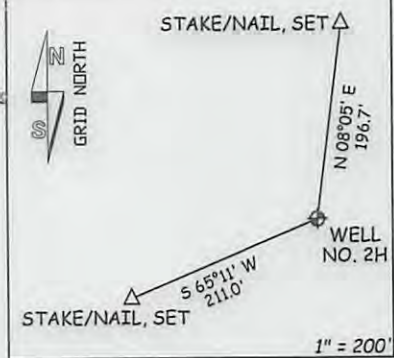 STAKE/NAIL, SET
N
S
GRID NORTH
N 08°05' E
196.7'
WELL
NO. 2H
S 65°11' W
211.0'
STAKE/NAIL, SET
1" = 200'